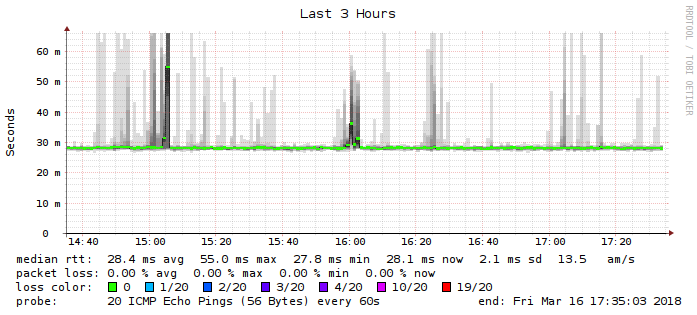 Last 3 Hours
RRDTOOL / TOBI OETIKER
Seconds
60 m
50 m
40 m
30 m
20 m
10 m
0
14:40 15:00 15:20 15:40 16:00 16:20 16:40 17:00 17:20
median rtt: 28.4 ms avg 55.0 ms max 27.8 ms min 28.1 ms now 2.1 ms sd 13.5 am/s
packet loss: 0.00 % avg 0.00 % max 0.00 % min 0.00 % now
loss color: 0 1/20 2/20 3/20 4/20 10/20 19/20
probe: 20 ICMP Echo Pings (56 Bytes) every 60s end: Fri Mar 16 17:35:03 2018